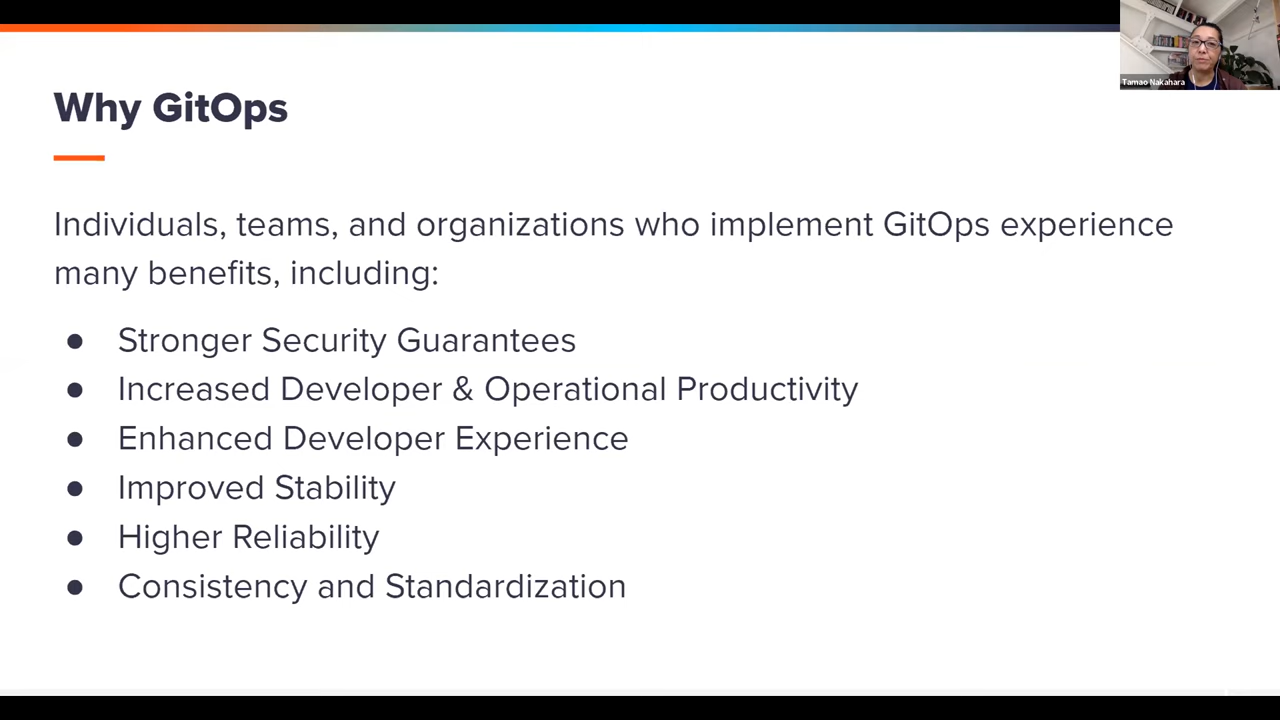 Why GitOps
Tamao Nakahara
Individuals, teams, and organizations who implement GitOps experience
many benefits, including:
● Stronger Security Guarantees
● Increased Developer & Operational Productivity
● Enhanced Developer Experience
● Improved Stability
● Higher Reliability
● Consistency and Standardization